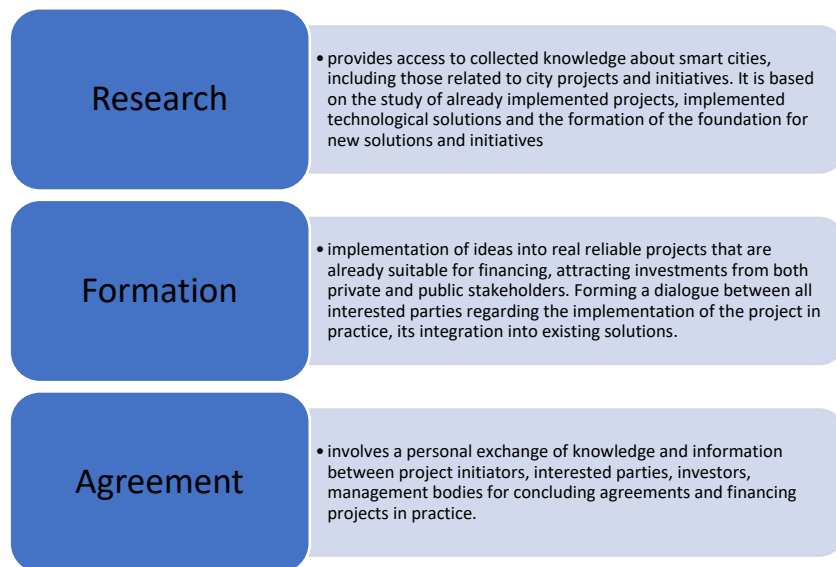 Research
• provides access to collected knowledge about smart cities,
including those related to city projects and initiatives. It is based
on the study of already implemented projects, implemented
technological solutions and the formation of the foundation for
new solutions and initiatives
Formation
• implementation of ideas into real reliable projects that are
already suitable for financing, attracting investments from both
private and public stakeholders. Forming a dialogue between all
interested parties regarding the implementation of the project in
practice, its integration into existing solutions.
Agreement
• involves a personal exchange of knowledge and information
between project initiators, interested parties, investors,
management bodies for concluding agreements and financing
projects in practice.